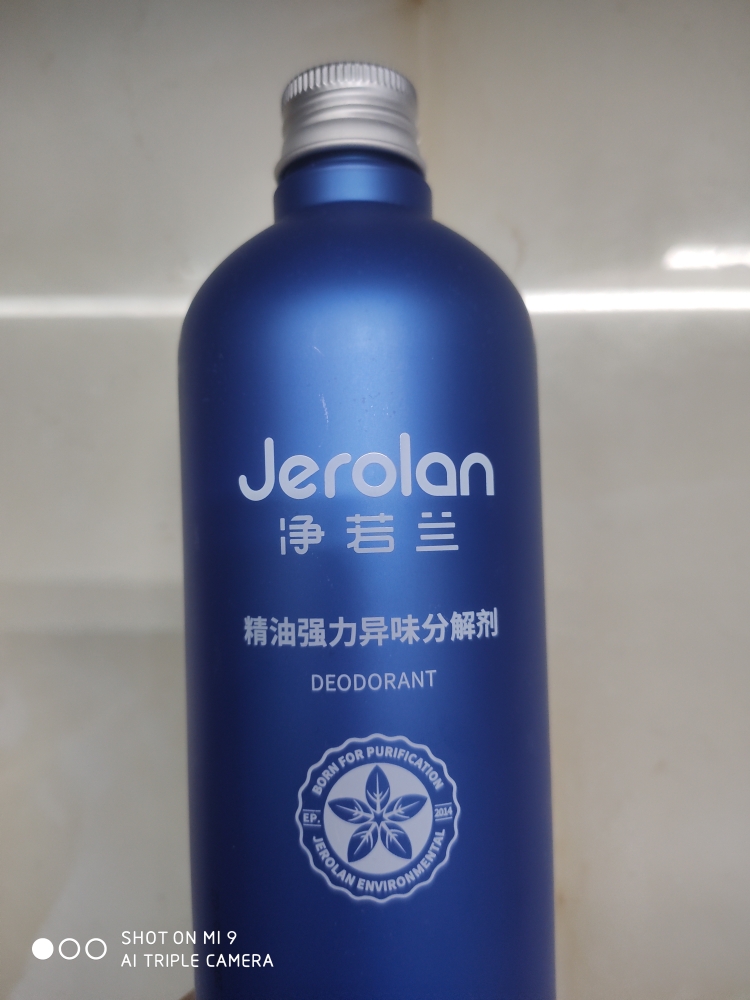 Jerolan
净若兰
精油强力异味分解剂
DEODORANT
BORN FOR PURIFICATION
EP. 2014
JEROLAN ENVIRONMENTAL
SHOT ON MI 9
AI TRIPLE CAMERA